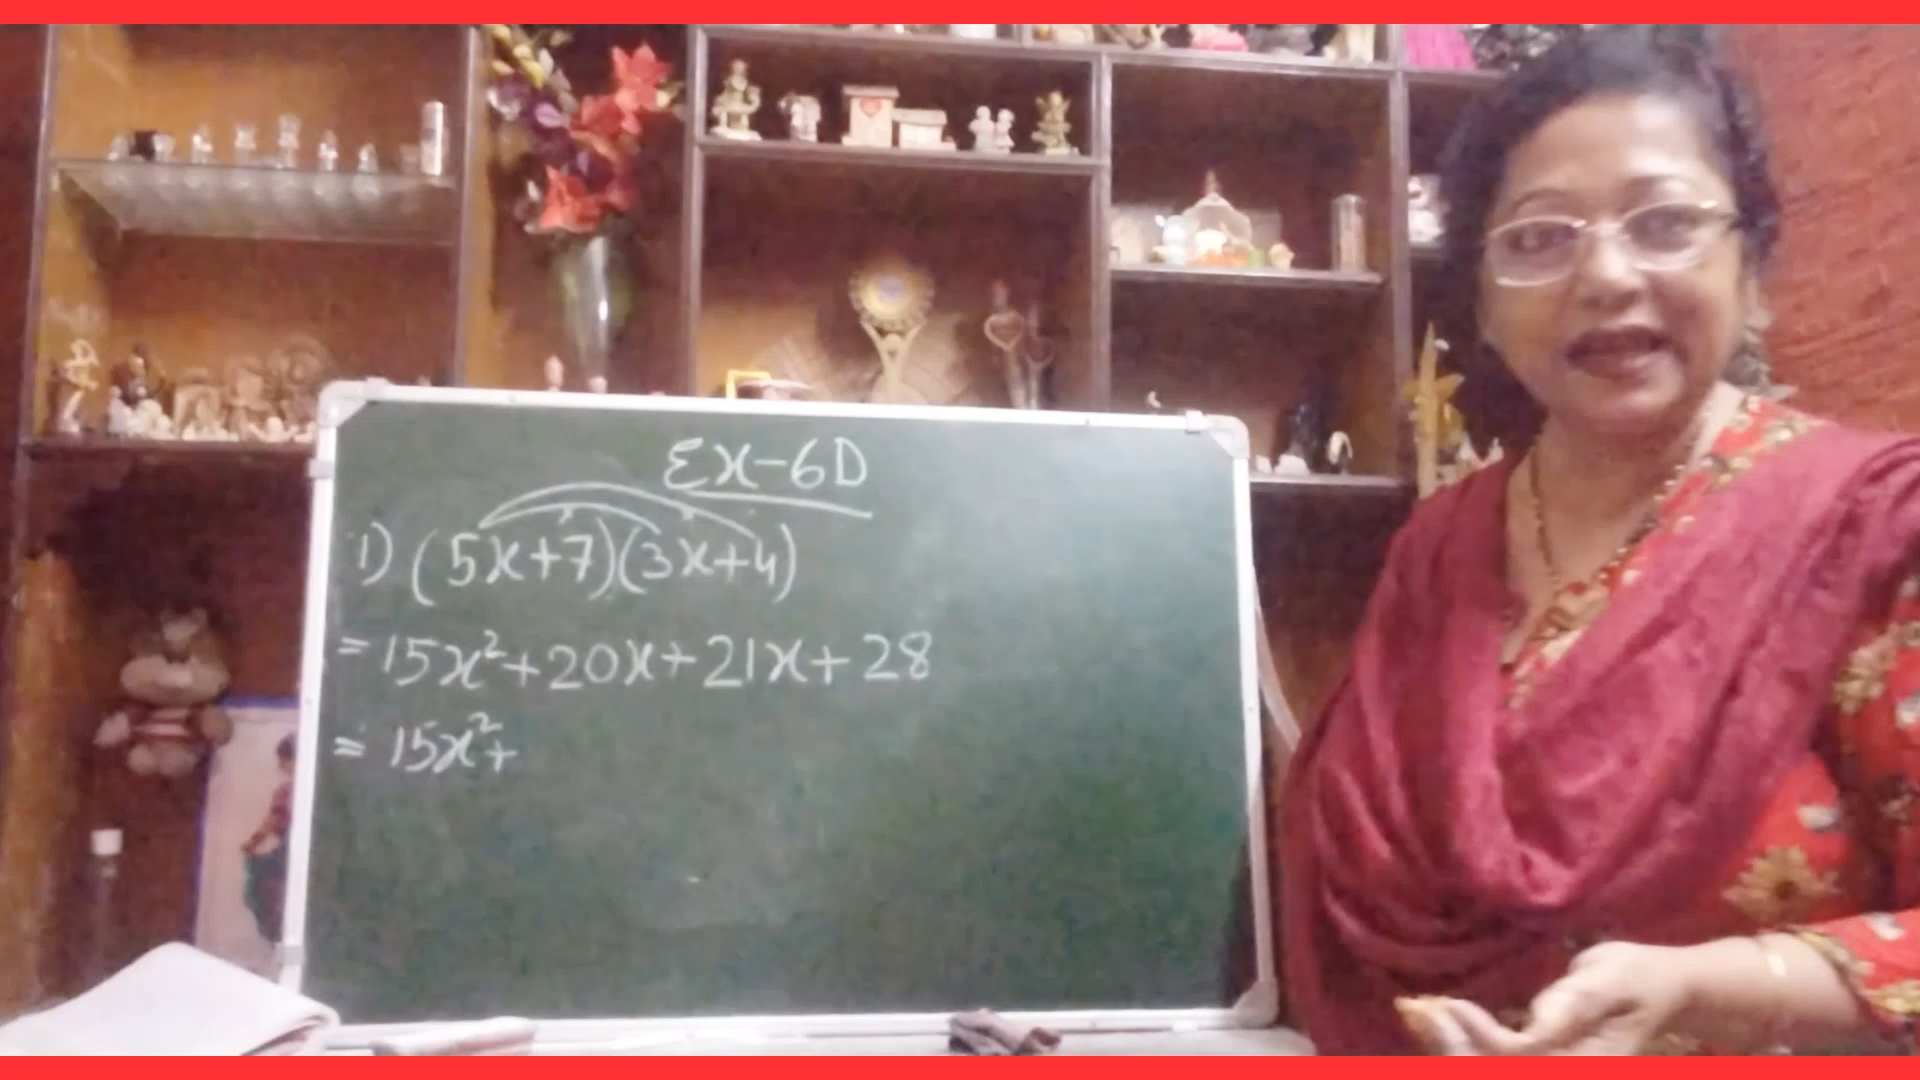 Ex-6D
1) (5x+7)(3x+4)
= 15x²+20x+21x+28
= 15x²+